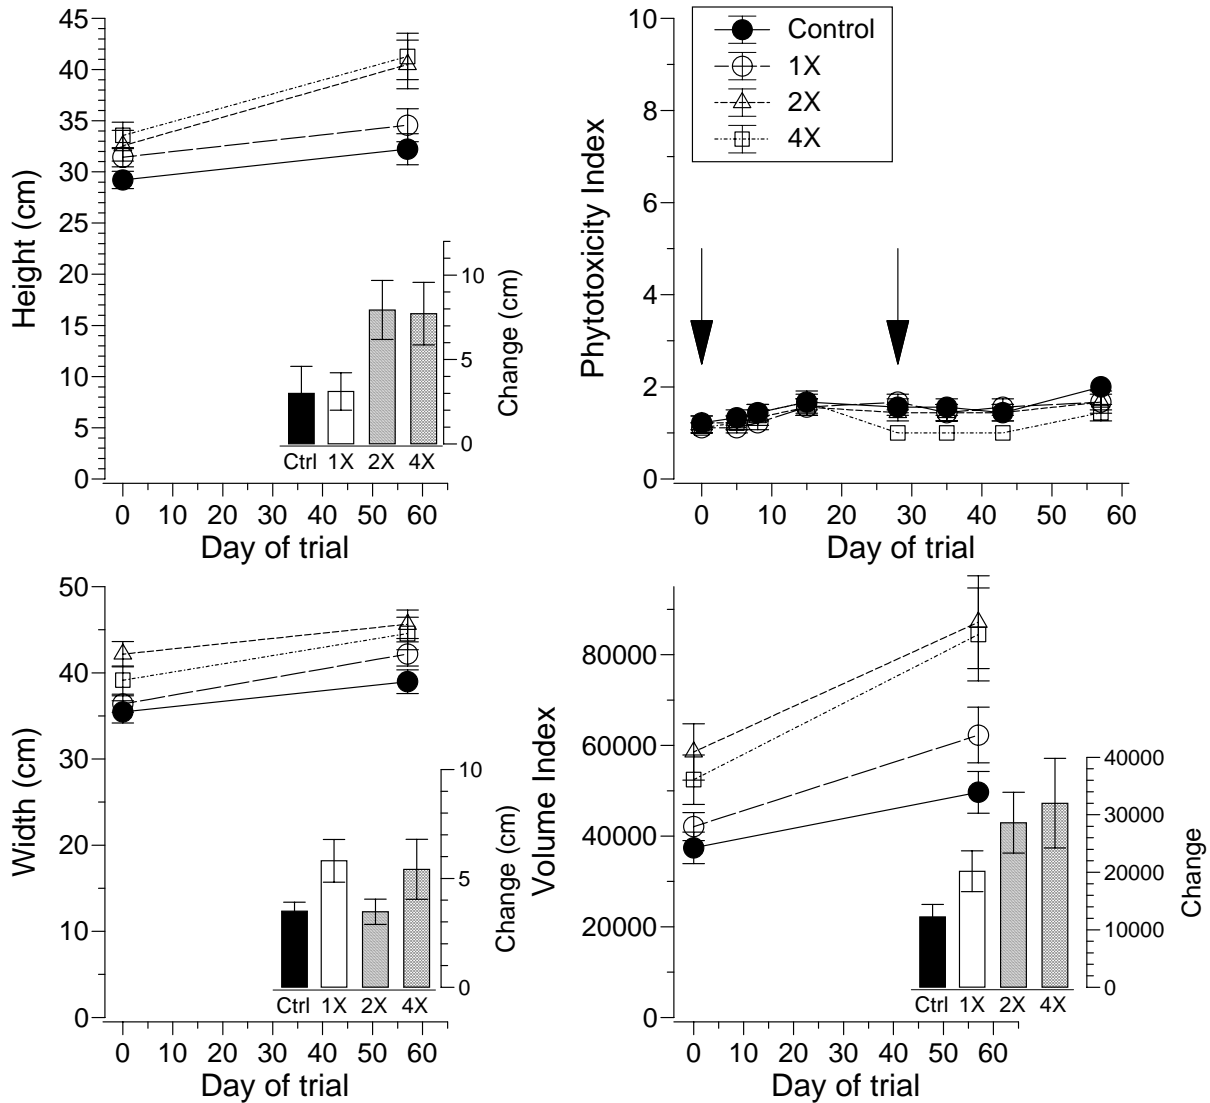 45
40
35
30
25
20
15
10
5
0
Height (cm)
10
5
0
Change (cm)
Ctrl 1X 2X 4X
0 10 20 30 40 50 60
Day of trial
Control
1X
2X
4X
10
8
6
4
2
0
Phytotoxicity Index
0 10 20 30 40 50 60
Day of trial
50
40
30
20
10
0
Width (cm)
10
5
0
Change (cm)
Ctrl 1X 2X 4X
0 10 20 30 40 50 60
Day of trial
80000
60000
40000
20000
0
Volume Index
40000
30000
20000
10000
0
Change
Ctrl 1X 2X 4X
0 10 20 30 40 50 60
Day of trial